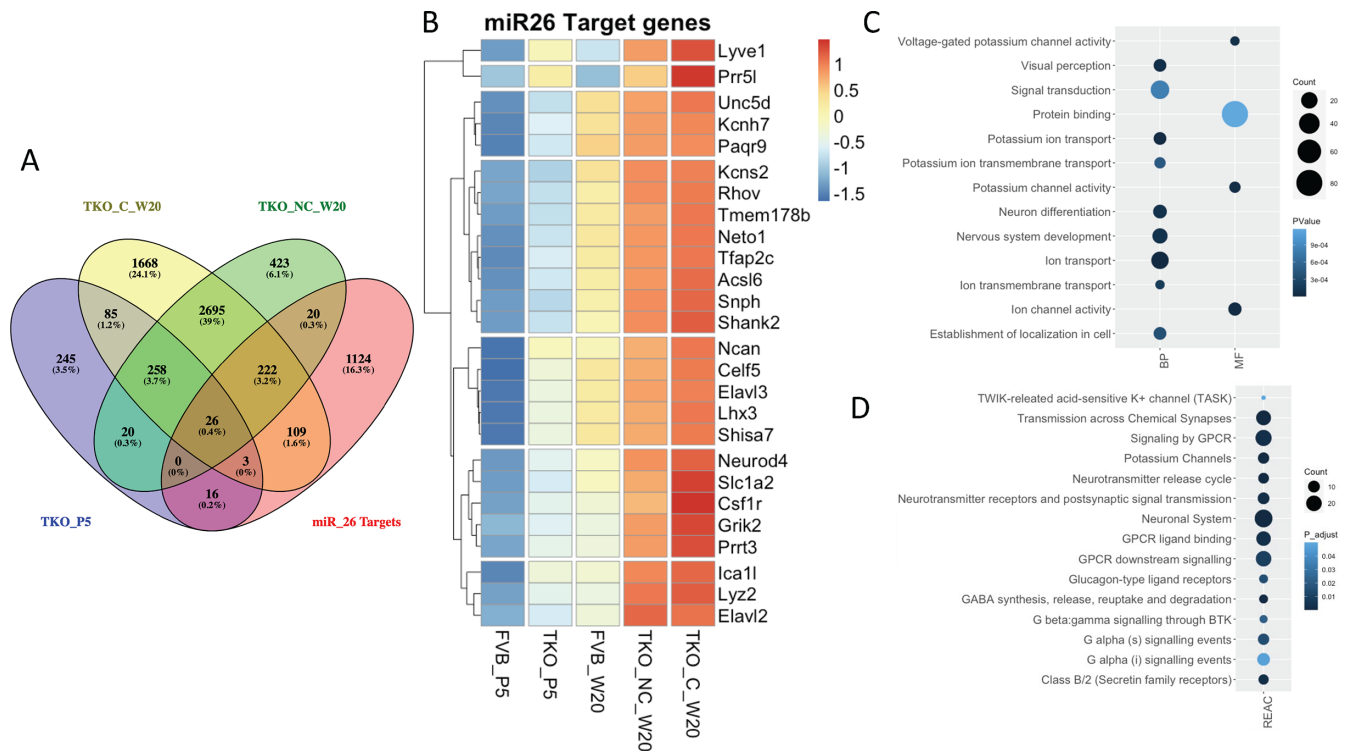 A
TKO_C_W20
TKO_NC_W20
1668
(24.1%)
423
(6.1%)
85
(1.2%)
2695
(39%)
20
(0.3%)
245
(3.5%)
258
(3.7%)
222
(3.2%)
1124
(16.3%)
26
(0.4%)
20
(0.3%)
109
(1.6%)
0
(0%)
3
(0%)
16
(0.2%)
TKO_P5
miR_26 Targets
B
miR26 Target genes
Lyve1
Prr5l
Unc5d
Kcnh7
Paqr9
Kcns2
Rhov
Tmem178b
Neto1
Tfap2c
Acsl6
Snph
Shank2
Ncan
Celf5
Elavl3
Lhx3
Shisa7
Neurod4
Slc1a2
Csf1r
Grik2
Prrt3
Ica1l
Lyz2
Elavl2
FVB_P5
TKO_P5
FVB_W20
TKO_NC_W20
TKO_C_W20
1
0.5
0
-0.5
-1
-1.5
C
Voltage-gated potassium channel activity
Visual perception
Signal transduction
Protein binding
Potassium ion transport
Potassium ion transmembrane transport
Potassium channel activity
Neuron differentiation
Nervous system development
Ion transport
Ion transmembrane transport
Ion channel activity
Establishment of localization in cell
BP
MF
Count
20
40
60
80
PValue
9e-04
6e-04
3e-04
D
TWIK-releated acid-sensitive K+ channel (TASK)
Transmission across Chemical Synapses
Signaling by GPCR
Potassium Channels
Neurotransmitter release cycle
Neurotransmitter receptors and postsynaptic signal transmission
Neuronal System
GPCR ligand binding
GPCR downstream signalling
Glucagon-type ligand receptors
GABA synthesis, release, reuptake and degradation
G beta:gamma signalling through BTK
G alpha (s) signalling events
G alpha (i) signalling events
Class B/2 (Secretin family receptors)
REAC
Count
10
20
P_adjust
0.04
0.03
0.02
0.01